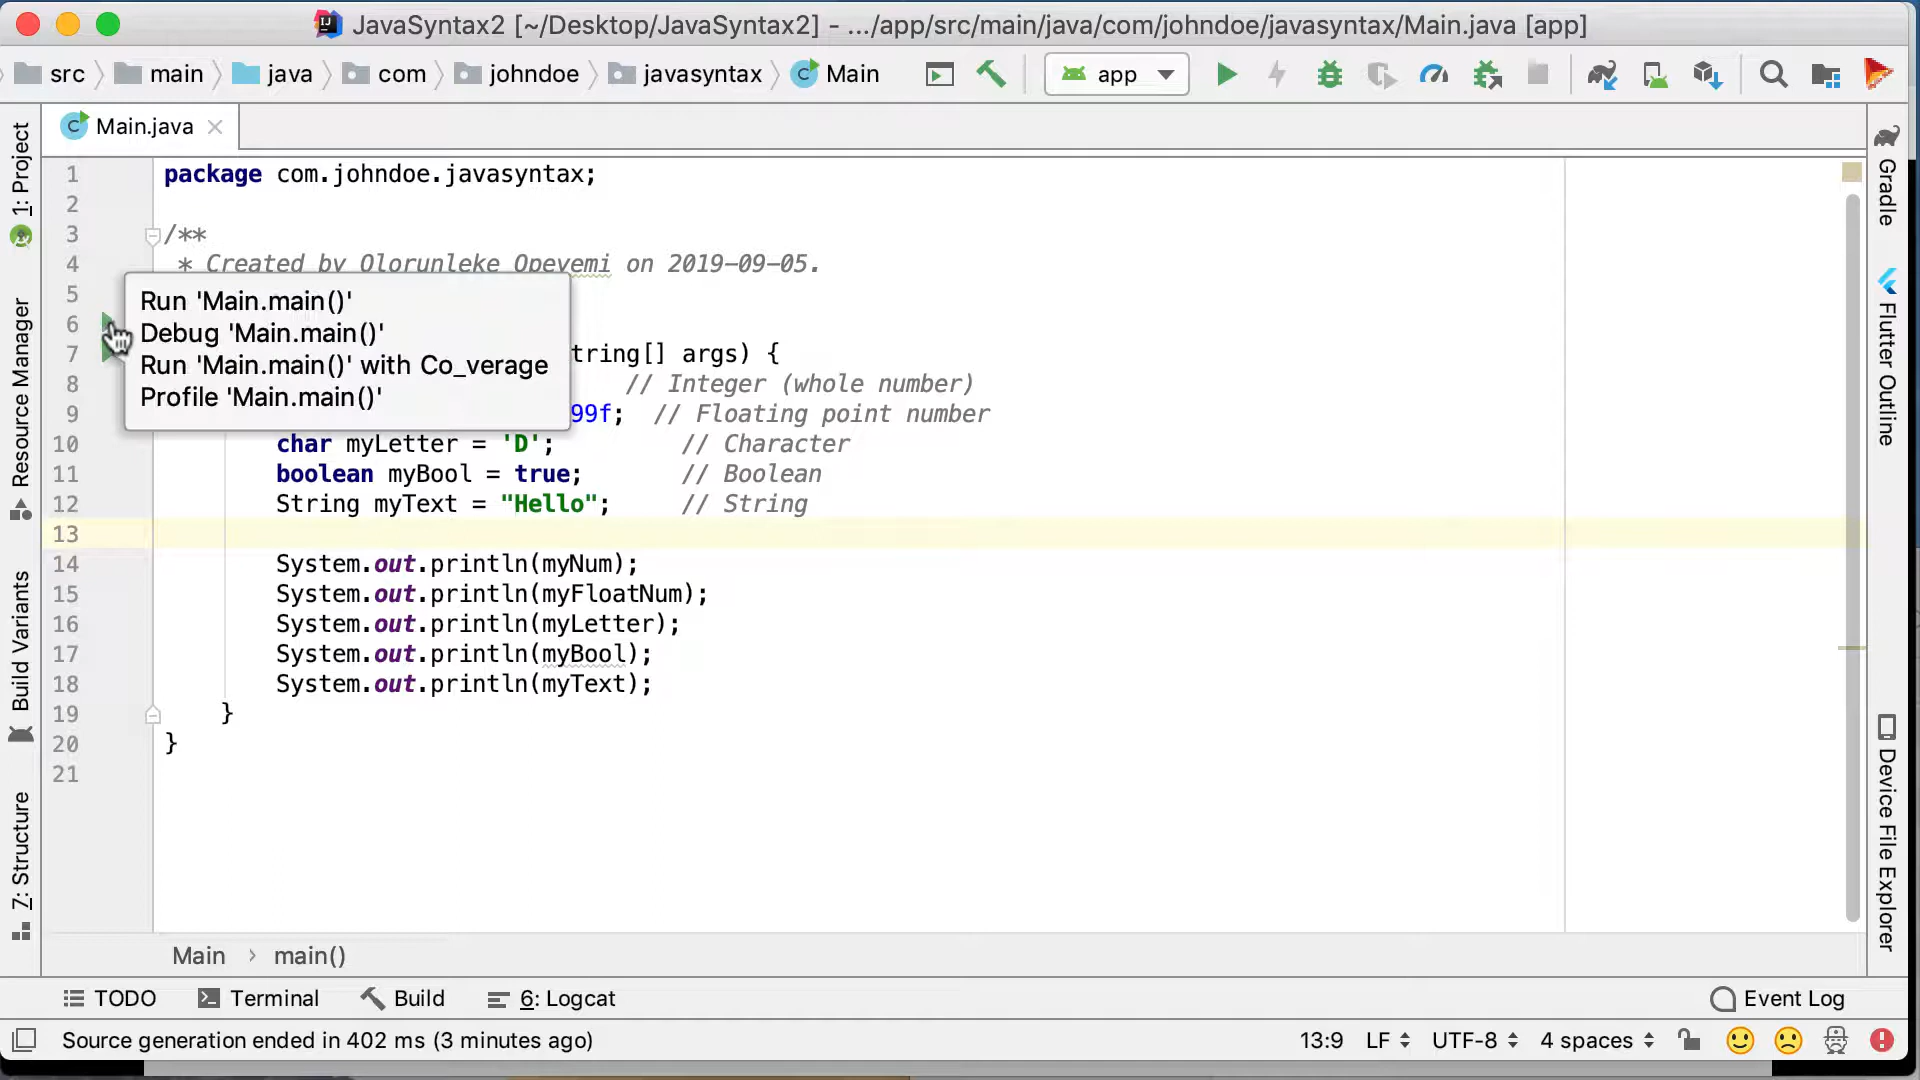 JavaSyntax2 [~/Desktop/JavaSyntax2] - .../app/src/main/java/com/johndoe/javasyntax/Main.java [app]
src main java com johndoe javasyntax Main app
Main.java
1: Project
Resource Manager
Build Variants
7: Structure
1 package com.johndoe.javasyntax;
2
3 /**
4 * Created by Olorunleke Opeyemi on 2019-09-05.
5
6
7 tring[] args) {
8 // Integer (whole number)
9 99f; // Floating point number
10 char myLetter = 'D'; // Character
11 boolean myBool = true; // Boolean
12 String myText = "Hello"; // String
13
14 System.out.println(myNum);
15 System.out.println(myFloatNum);
16 System.out.println(myLetter);
17 System.out.println(myBool);
18 System.out.println(myText);
19 }
20 }
21
Run 'Main.main()'
Debug 'Main.main()'
Run 'Main.main()' with Co_verage
Profile 'Main.main()'
Gradle
Flutter Outline
Device File Explorer
Main › main()
TODO Terminal Build 6: Logcat Event Log
Source generation ended in 402 ms (3 minutes ago) 13:9 LF UTF-8 4 spaces